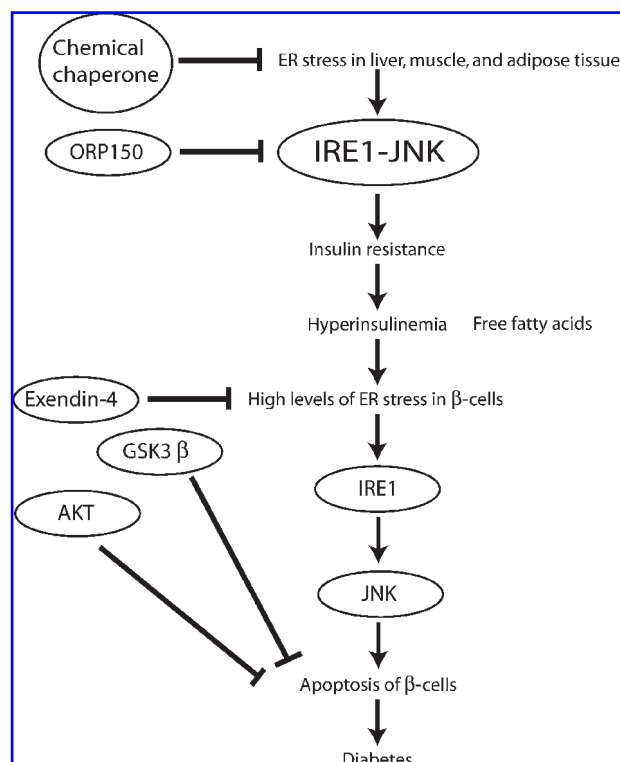 Chemical
chaperone
ER stress in liver, muscle, and adipose tissue
ORP150
IRE1-JNK
Insulin resistance
Hyperinsulinemia
Free fatty acids
Exendin-4
High levels of ER stress in β-cells
GSK3 β
IRE1
AKT
JNK
Apoptosis of β-cells
Diabetes